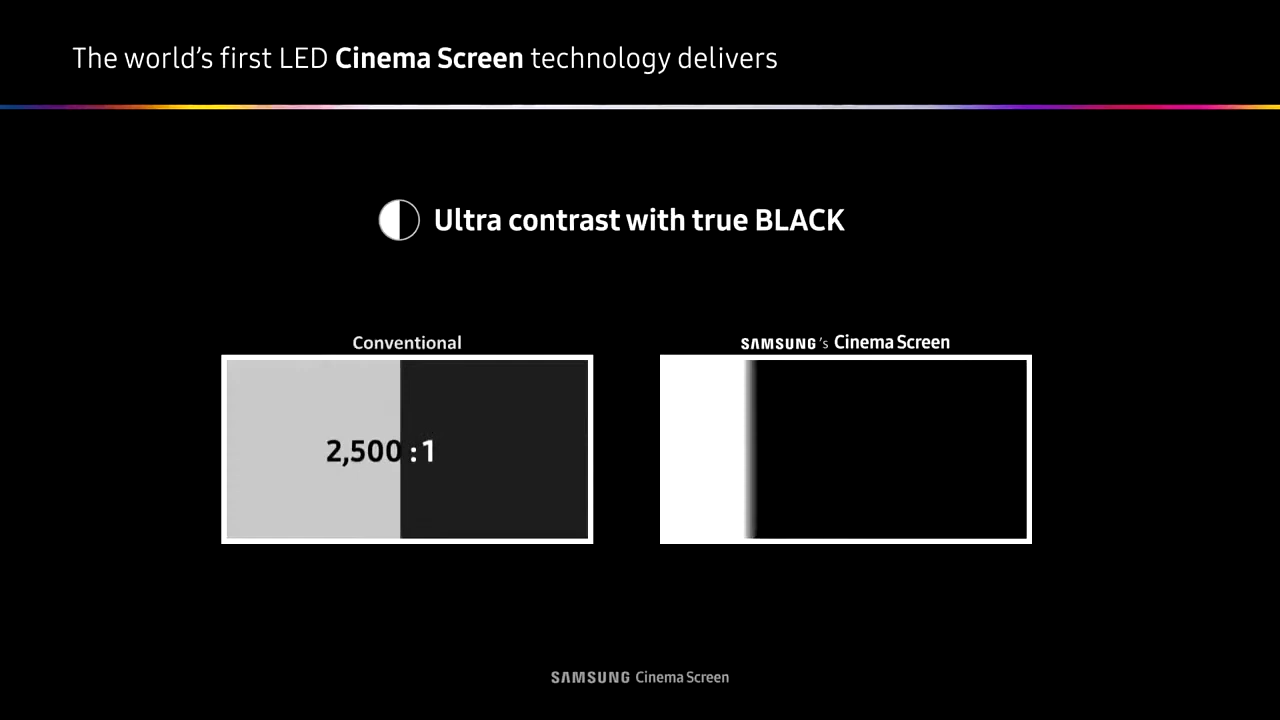 The world's first LED Cinema Screen technology delivers
Ultra contrast with true BLACK
Conventional
2,500 : 1
SAMSUNG's Cinema Screen
SAMSUNG Cinema Screen